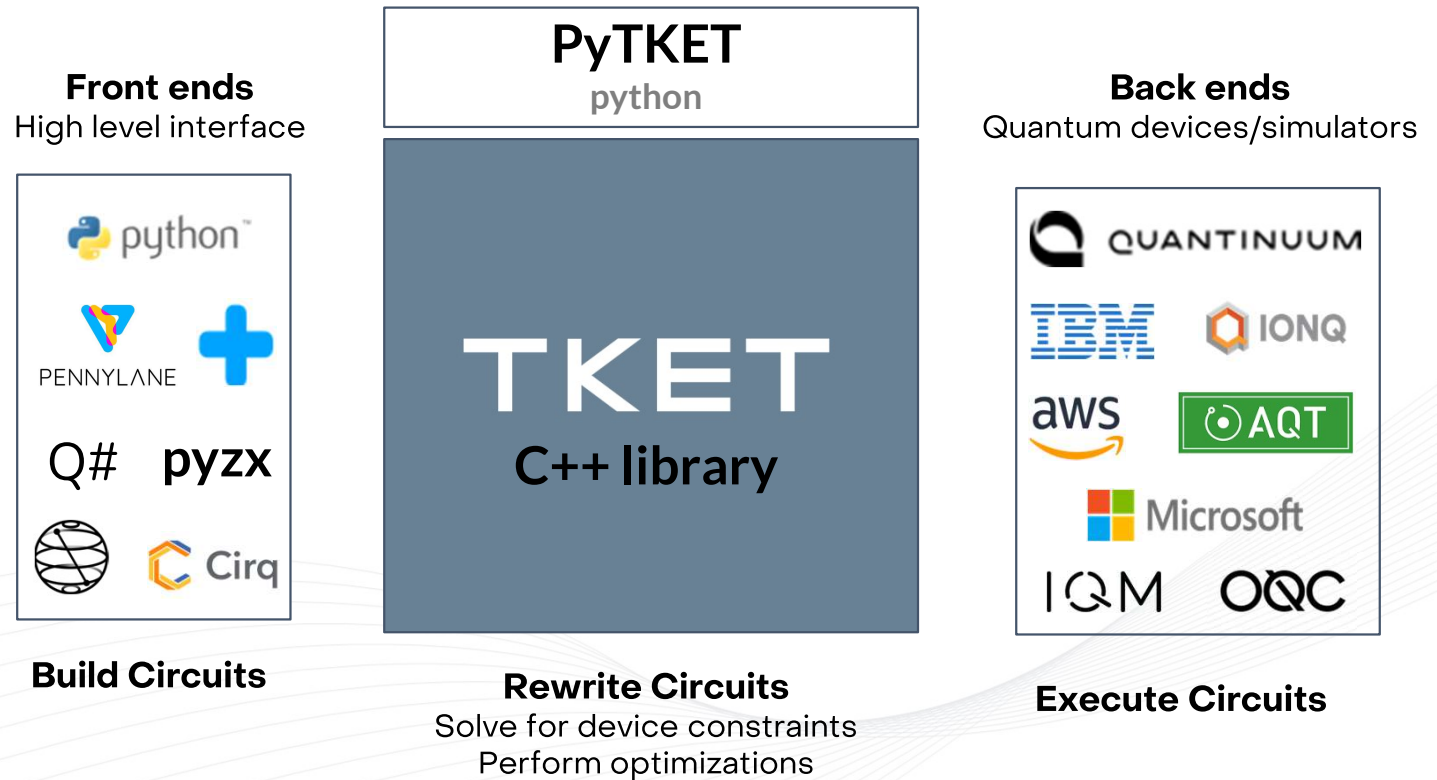 Front ends
High level interface
python™
PENNYLANE
Q# pyzx
Cirq
Build Circuits
PyTKET
python
TKET
C++ library
Rewrite Circuits
Solve for device constraints
Perform optimizations
Back ends
Quantum devices/simulators
QUANTINUUM
IBM IONQ
aws AQT
Microsoft
IQM OQC
Execute Circuits